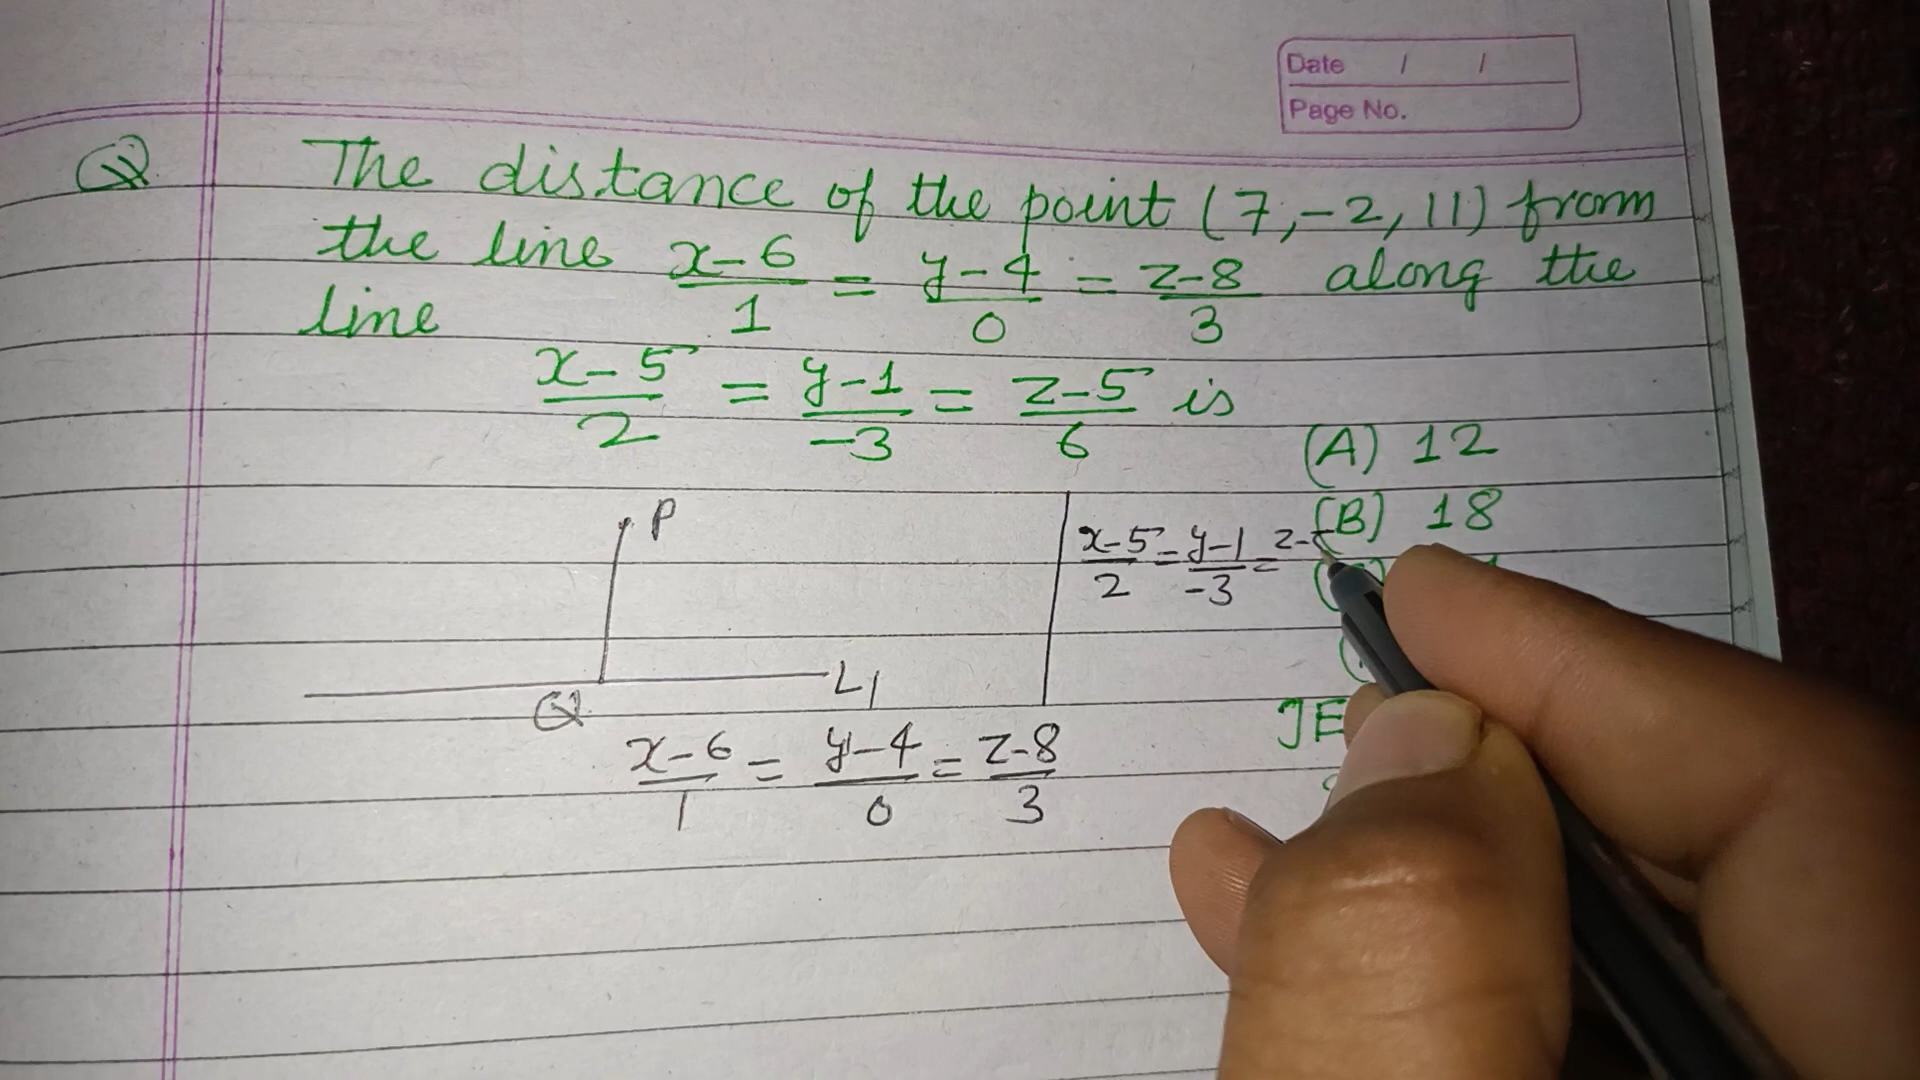 Date / /
Page No.
Q The distance of the point (7,-2, 11) from
the line x-6/1 = y-4/0 = z-8/3 along the
line
x-5/2 = y-1/-3 = z-5/6 is
(A) 12
(B) 18
P
x-5/2 = y-1/-3 = z-
L1
Q
x-6/1 = y-4/0 = z-8/3
JE